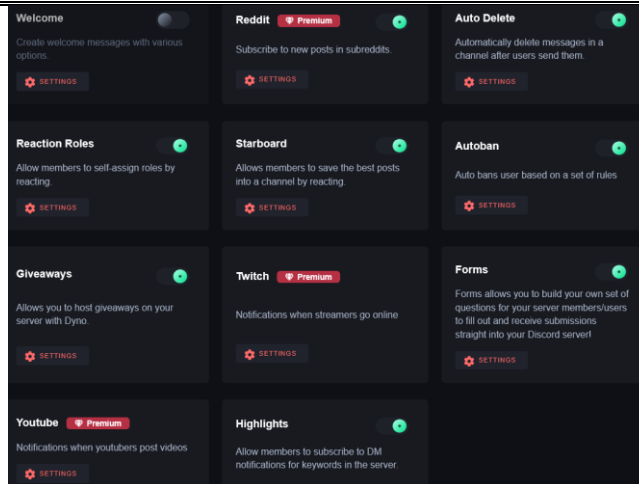 Welcome
Create welcome messages with various
options.
SETTINGS
Reddit Premium
Subscribe to new posts in subreddits.
SETTINGS
Auto Delete
Automatically delete messages in a
channel after users send them.
SETTINGS
Reaction Roles
Allow members to self-assign roles by
reacting.
SETTINGS
Starboard
Allows members to save the best posts
into a channel by reacting.
SETTINGS
Autoban
Auto bans user based on a set of rules
SETTINGS
Giveaways
Allows you to host giveaways on your
server with Dyno.
SETTINGS
Twitch Premium
Notifications when streamers go online
SETTINGS
Forms
Forms allows you to build your own set of
questions for your server members/users
to fill out and receive submissions
straight into your Discord server!
SETTINGS
Youtube Premium
Notifications when youtubers post videos
SETTINGS
Highlights
Allow members to subscribe to DM
notifications for keywords in the server.